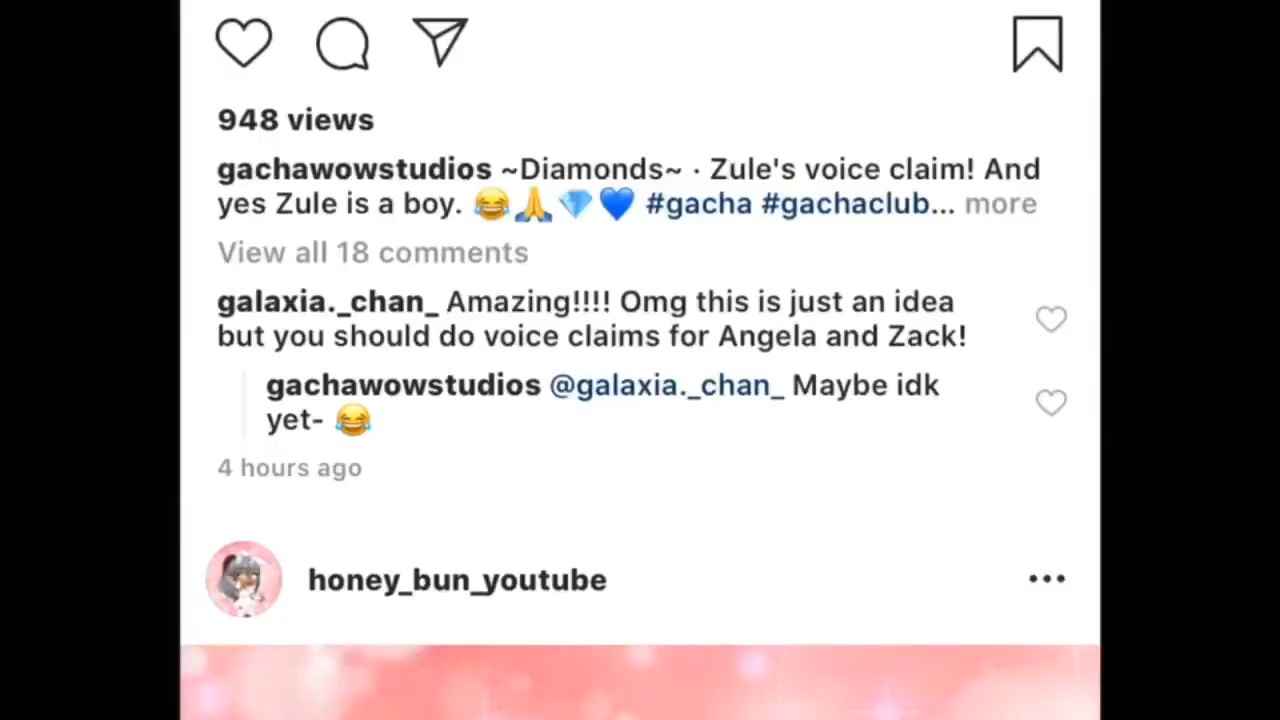 948 views
gachawowstudios ~Diamonds~ · Zule's voice claim! And
yes Zule is a boy. 😂🙏💎💙 #gacha #gachaclub... more
View all 18 comments
galaxia._chan_ Amazing!!!! Omg this is just an idea
but you should do voice claims for Angela and Zack!
gachawowstudios @galaxia._chan_ Maybe idk
yet- 😂
4 hours ago
honey_bun_youtube